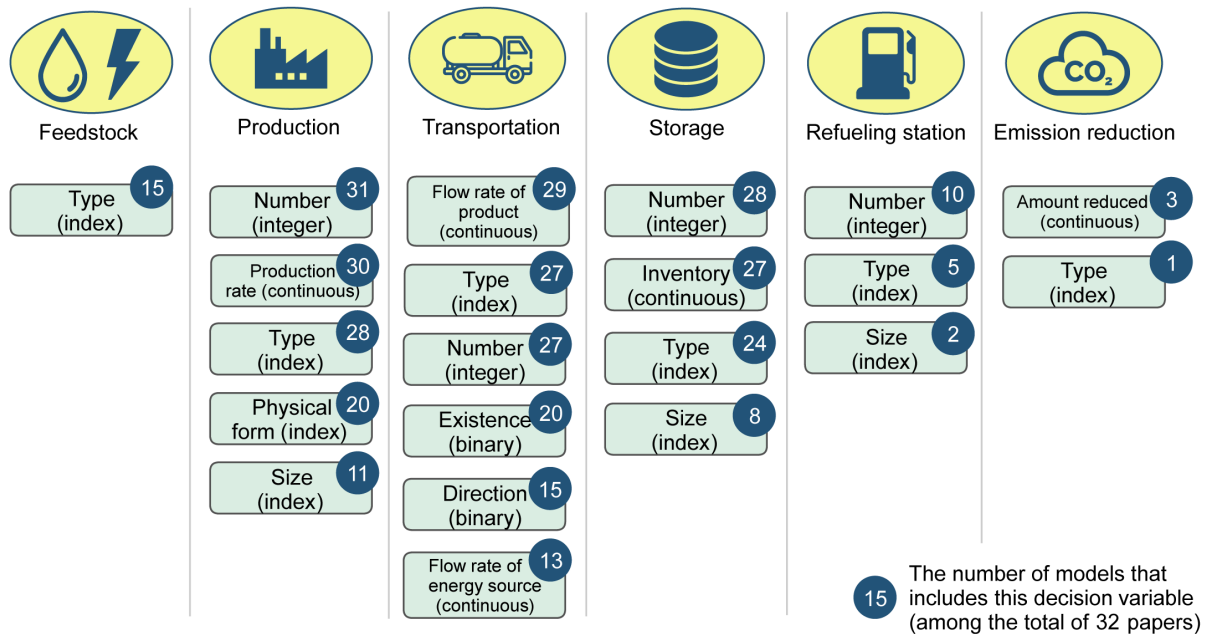 CO₂
Feedstock
Production
Transportation
Storage
Refueling station
Emission reduction
15
Type
(index)
31
Number
(integer)
30
Production
rate (continuous)
28
Type
(index)
20
Physical
form (index)
11
Size
(index)
29
Flow rate of
product
(continuous)
27
Type
(index)
27
Number
(integer)
20
Existence
(binary)
15
Direction
(binary)
13
Flow rate of
energy source
(continuous)
28
Number
(integer)
27
Inventory
(continuous)
24
Type
(index)
8
Size
(index)
10
Number
(integer)
5
Type
(index)
2
Size
(index)
3
Amount reduced
(continuous)
1
Type
(index)
15
The number of models that
includes this decision variable
(among the total of 32 papers)